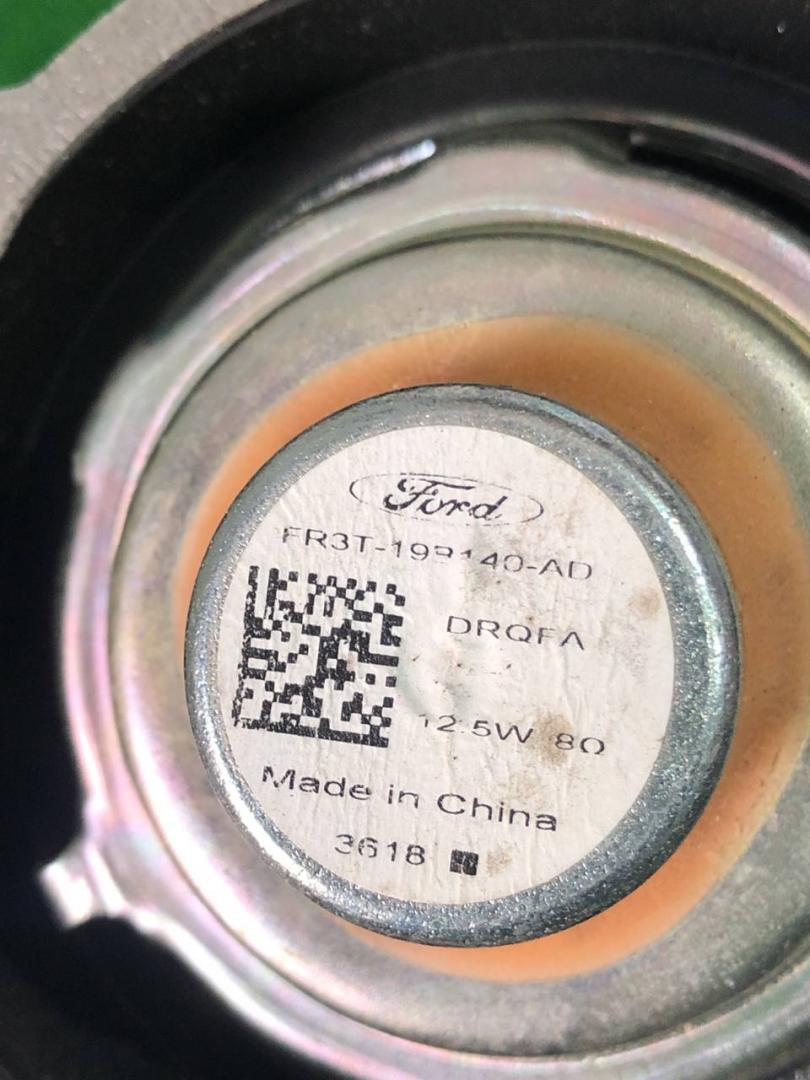 Ford
FR3T-19B140-AD
DRQFA
12.5W 8Ω
Made in China
3618